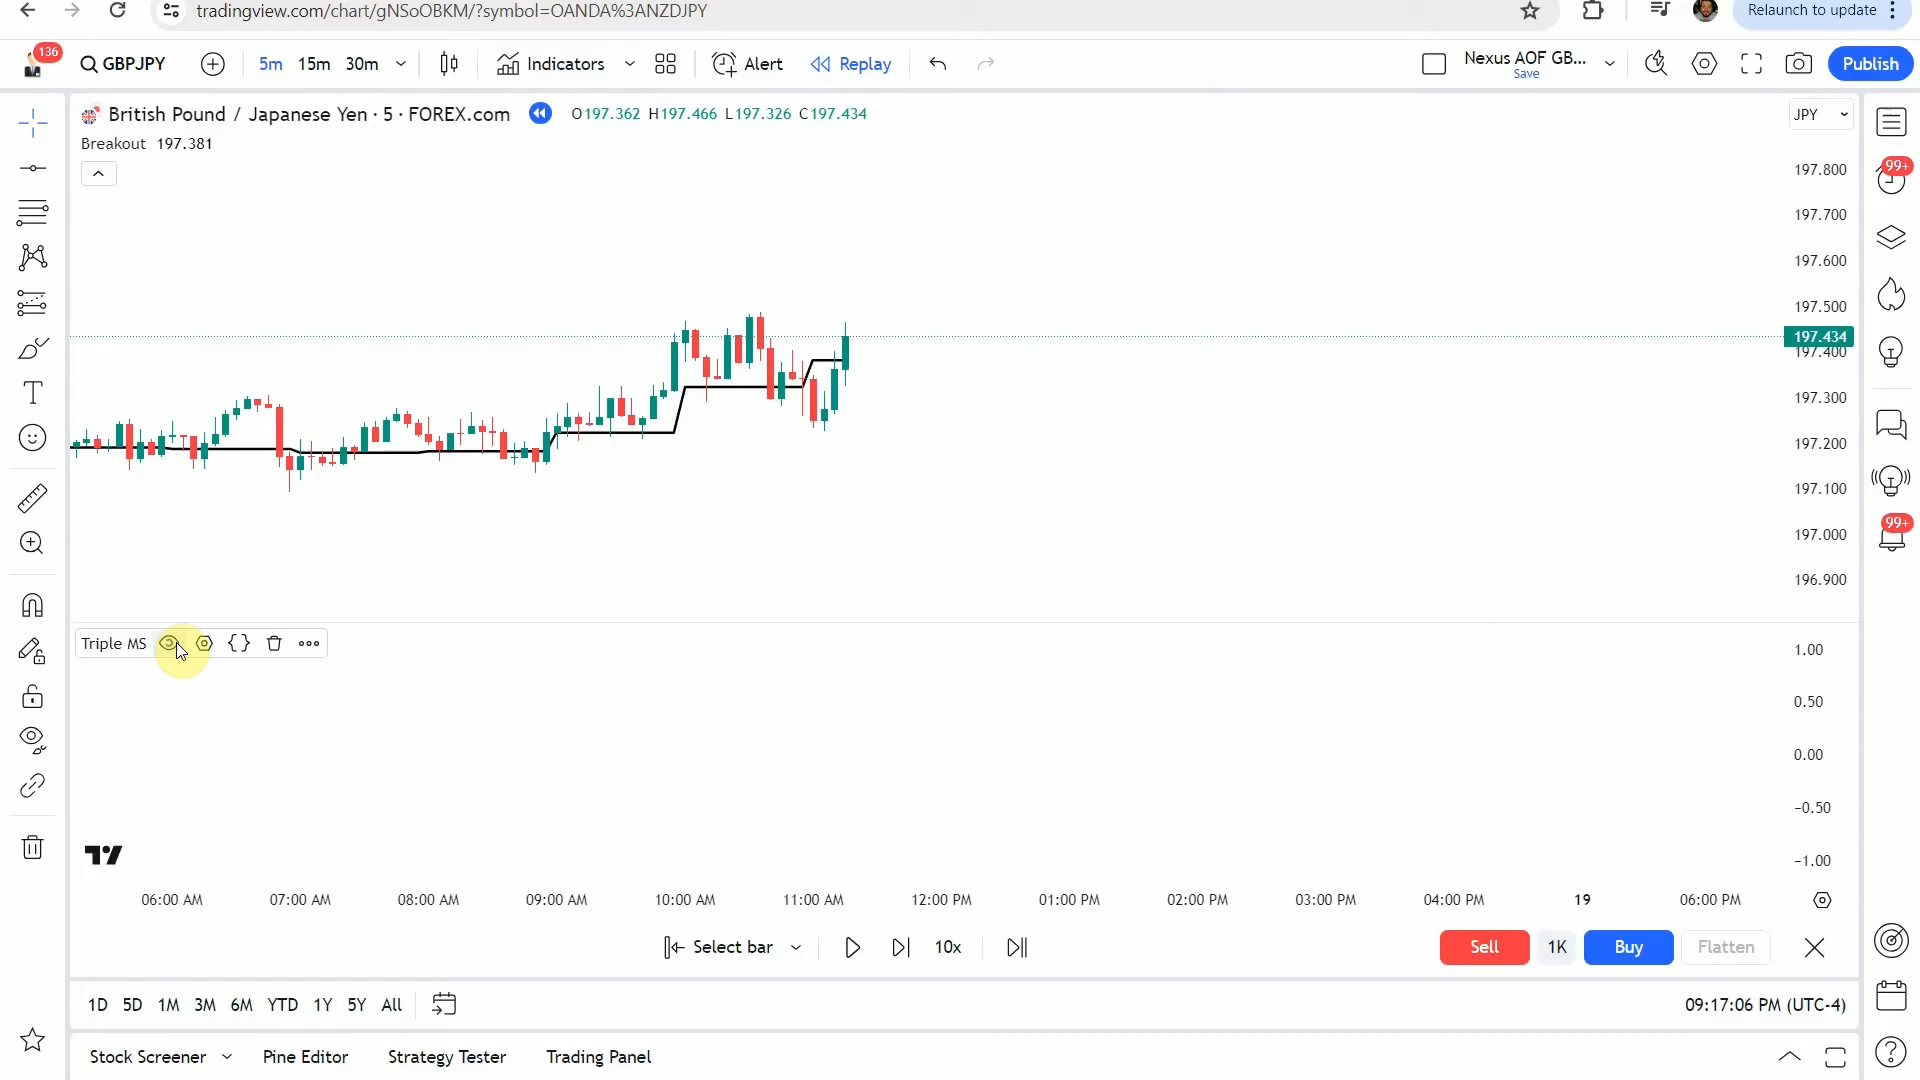 tradingview.com/chart/gNSoOBKM/?symbol=OANDA%3ANZDJPY
Relaunch to update
136
GBPJPY
5m 15m 30m
Indicators
Alert
Replay
Nexus AOF GB...
Save
Publish
British Pound / Japanese Yen · 5 · FOREX.com
O197.362 H197.466 L197.326 C197.434
JPY
Breakout 197.381
99+
197.800
197.700
197.600
197.500
197.434
197.400
197.300
197.200
197.100
99+
197.000
196.900
Triple MS
1.00
0.50
0.00
−0.50
−1.00
06:00 AM 07:00 AM 08:00 AM 09:00 AM 10:00 AM 11:00 AM 12:00 PM 01:00 PM 02:00 PM 03:00 PM 04:00 PM 19 06:00 PM
Select bar
10x
Sell 1K Buy Flatten
1D 5D 1M 3M 6M YTD 1Y 5Y All
09:17:06 PM (UTC-4)
Stock Screener Pine Editor Strategy Tester Trading Panel